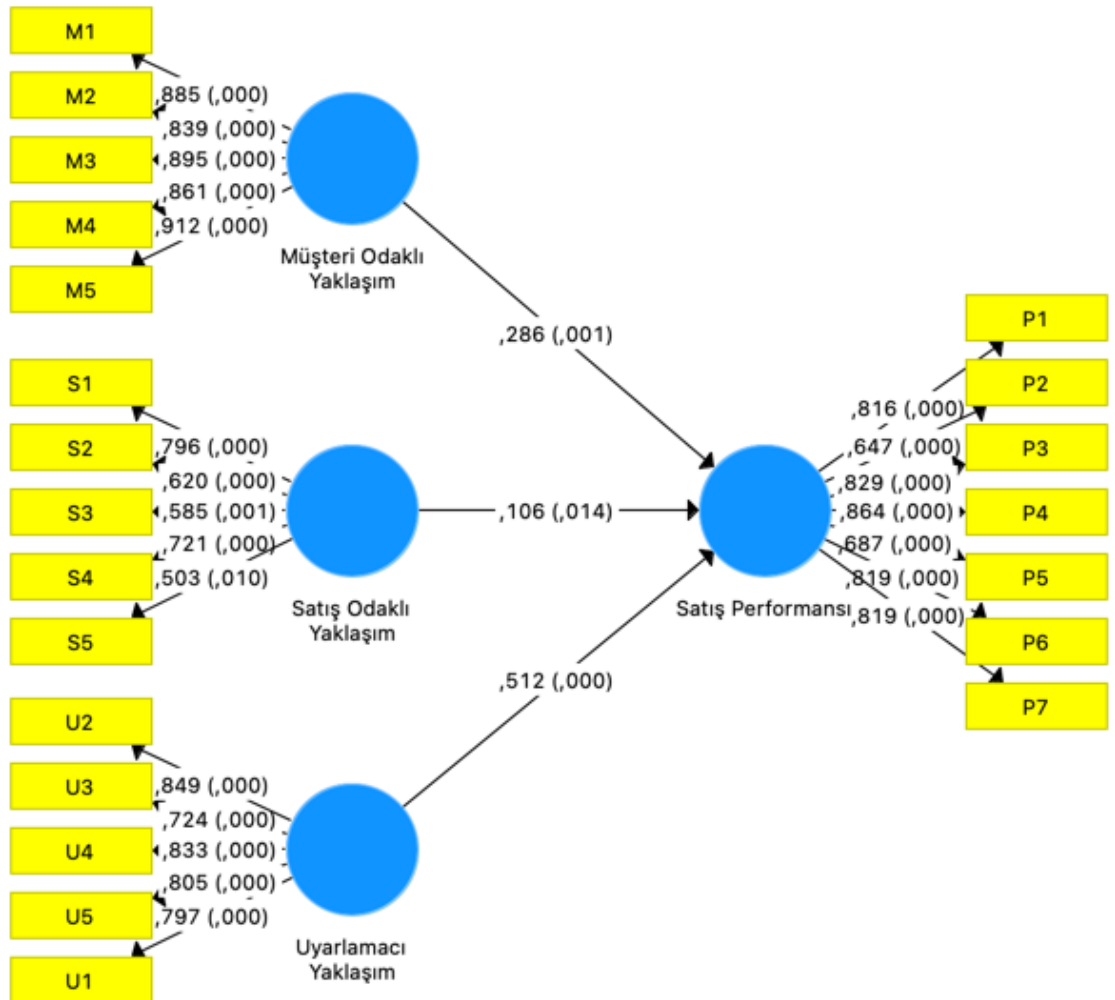 M1
M2
M3
M4
M5
,885 (,000)
,839 (,000)
,895 (,000)
,861 (,000)
,912 (,000)
Müşteri Odaklı
Yaklaşım
,286 (,001)
S1
S2
S3
S4
S5
,796 (,000)
,620 (,000)
,585 (,001)
,721 (,000)
,503 (,010)
Satış Odaklı
Yaklaşım
,106 (,014)
U2
U3
U4
U5
U1
,849 (,000)
,724 (,000)
,833 (,000)
,805 (,000)
,797 (,000)
Uyarlamacı
Yaklaşım
,512 (,000)
Satış Performansı
,816 (,000)
,647 (,000)
,829 (,000)
,864 (,000)
,687 (,000)
,819 (,000)
,819 (,000)
P1
P2
P3
P4
P5
P6
P7